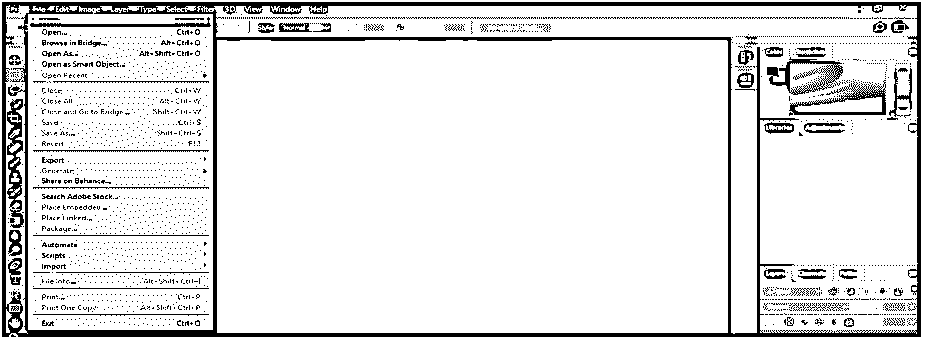 File Edit Image Layer Type Select Filter 3D View Window Help
Open... Ctrl+O
Browse in Bridge... Alt+Ctrl+O
Open As... Alt+Shift+Ctrl+O
Open as Smart Object...
Open Recent
Close Ctrl+W
Close All Alt+Ctrl+W
Close and Go to Bridge... Shift+Ctrl+W
Save Ctrl+S
Save As... Shift+Ctrl+S
Revert F12
Export
Generate
Share on Behance...
Search Adobe Stock...
Place Embedded...
Place Linked...
Package...
Automate
Scripts
Import
File Info... Alt+Shift+Ctrl+I
Print... Ctrl+P
Print One Copy Alt+Shift+Ctrl+P
Exit Ctrl+Q
Normal
Color
Libraries
Layers